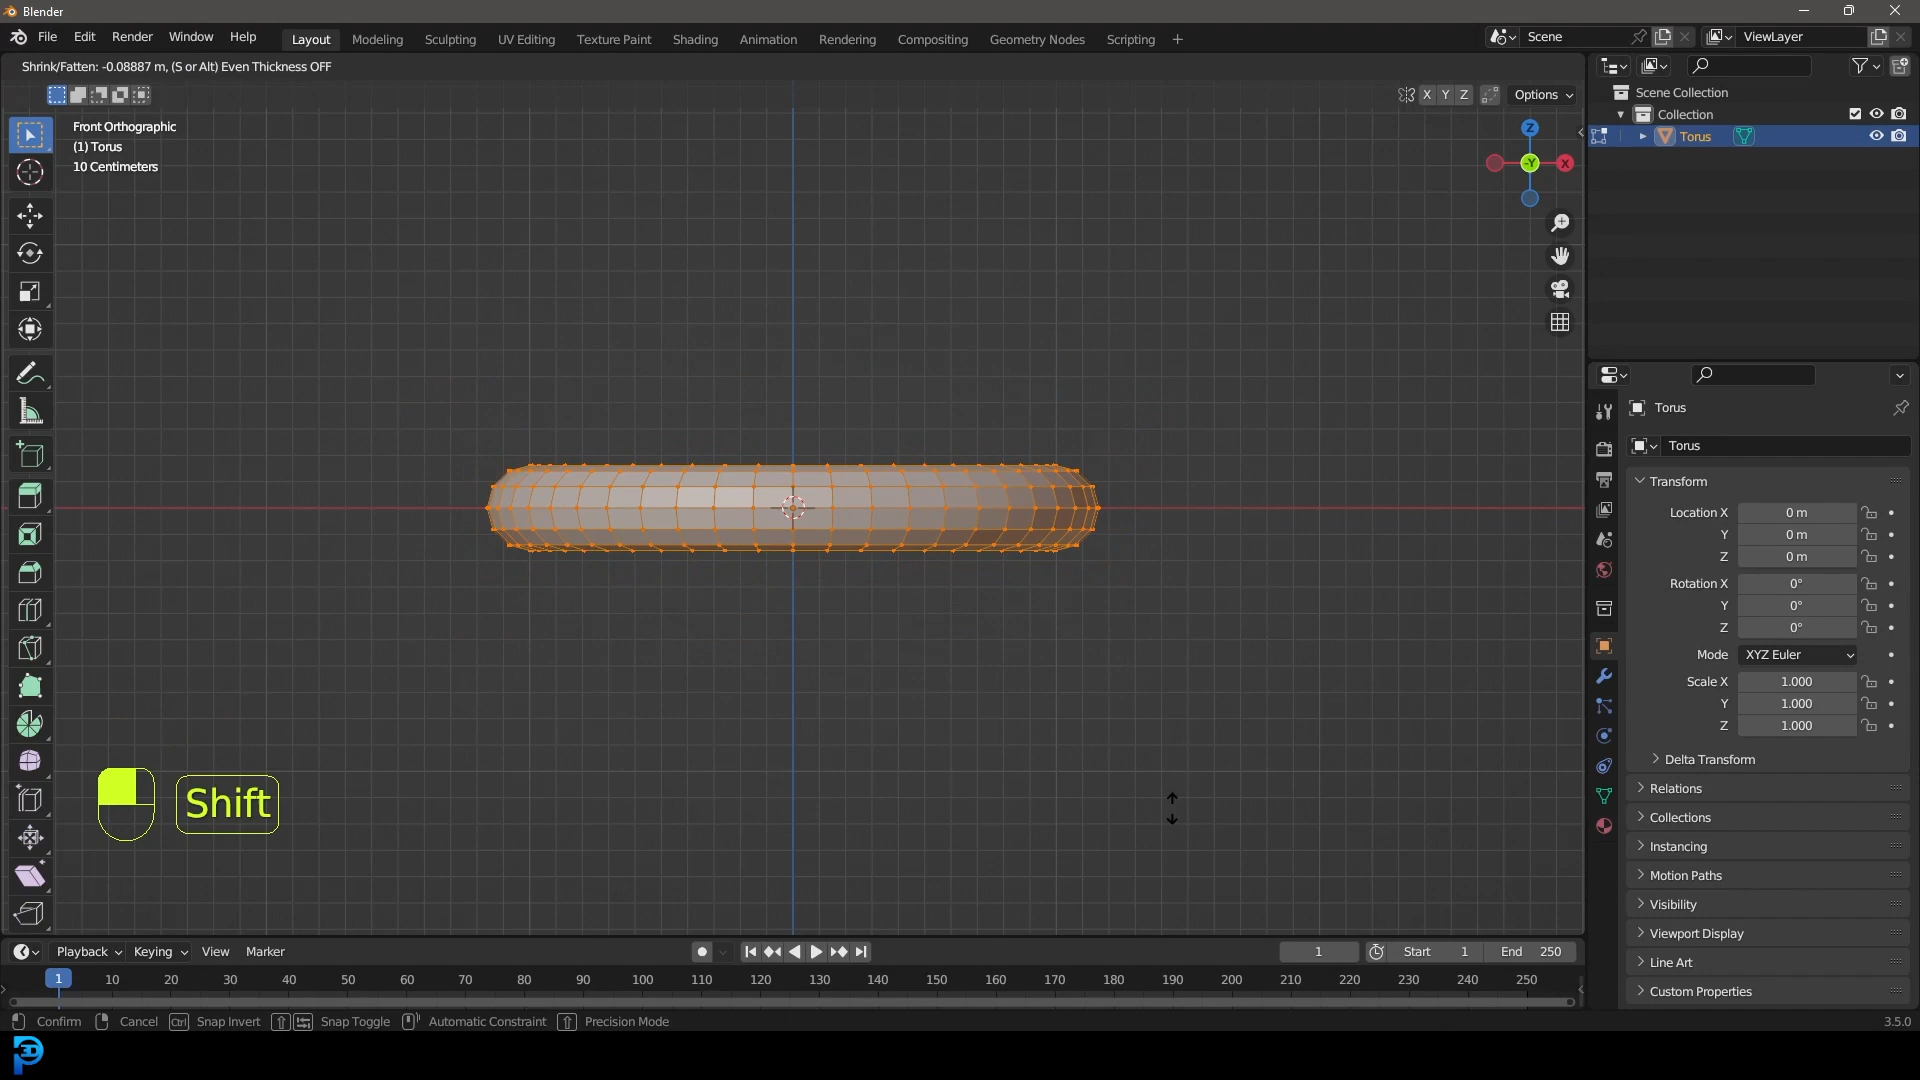 Blender
File Edit Render Window Help Layout Modeling Sculpting UV Editing Texture Paint Shading Animation Rendering Compositing Geometry Nodes Scripting + Scene ViewLayer
Shrink/Fatten: -0.08887 m, (S or Alt) Even Thickness OFF
X Y Z Options
Front Orthographic
(1) Torus
10 Centimeters
Z
-Y
X
Scene Collection
Collection
Torus
Torus
Torus
Transform
Location X 0 m
Y 0 m
Z 0 m
Rotation X 0°
Y 0°
Z 0°
Mode XYZ Euler
Scale X 1.000
Y 1.000
Z 1.000
Delta Transform
Relations
Collections
Instancing
Motion Paths
Visibility
Viewport Display
Line Art
Custom Properties
Shift
Playback Keying View Marker 1 Start 1 End 250
1 10 20 30 40 50 60 70 80 90 100 110 120 130 140 150 160 170 180 190 200 210 220 230 240 250
Confirm Cancel Ctrl Snap Invert Snap Toggle Automatic Constraint Precision Mode 3.5.0
3D